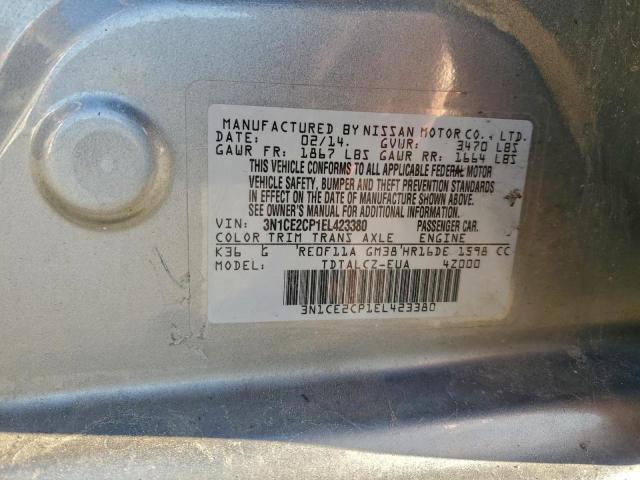 MANUFACTURED BY NISSAN MOTOR CO., LTD.
DATE: 02/14. GVWR: 3470 LBS
GAWR FR: 1867 LBS GAWR RR: 1664 LBS
THIS VEHICLE CONFORMS TO ALL APPLICABLE FEDERAL MOTOR
VEHICLE SAFETY, BUMPER AND THEFT PREVENTION STANDARDS
IN EFFECT ON THE DATE OF MANUFACTURE SHOWN ABOVE.
SEE OWNER'S MANUAL FOR ADDITIONAL INFORMATION.
VIN: 3N1CE2CP1EL423380 PASSENGER CAR.
COLOR TRIM TRANS AXLE ENGINE
K36 G 'RE0F11A GM38'HR16DE 1598 CC
MODEL: TDTALCZ-EUA 4Z000
3N1CE2CP1EL423380